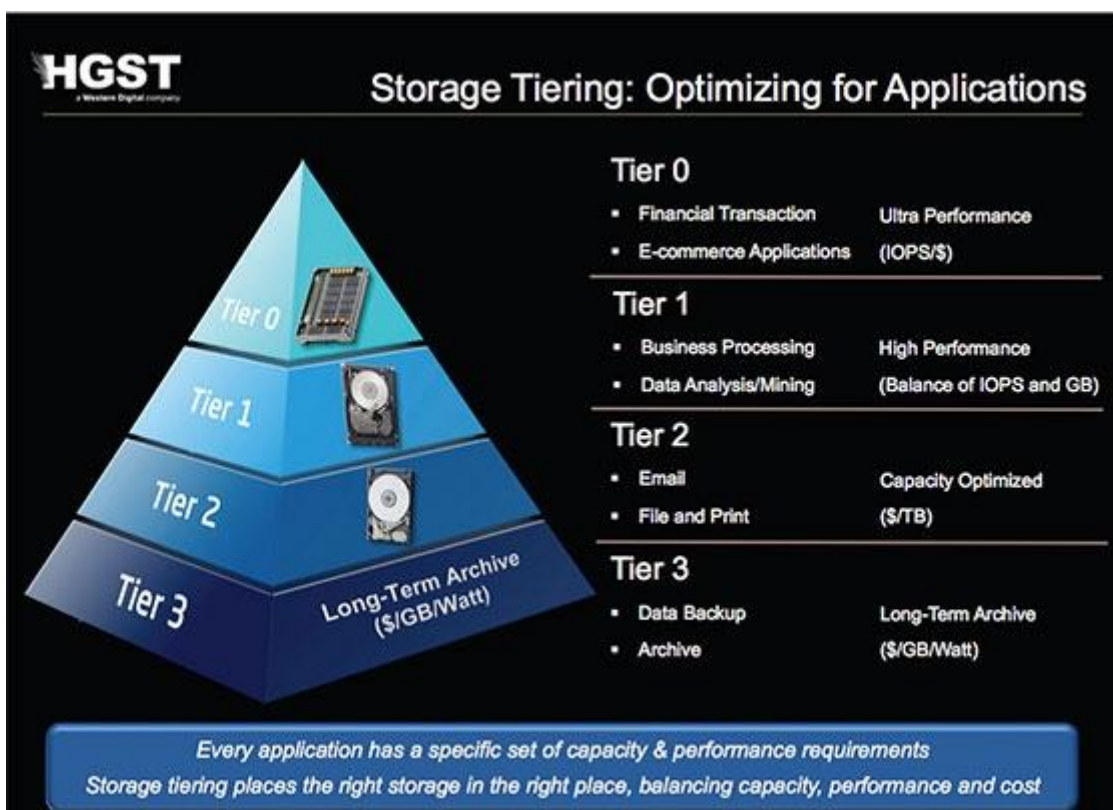 HGST
a Western Digital company
Storage Tiering: Optimizing for Applications
Tier 0
Tier 1
Tier 2
Tier 3
Long-Term Archive
($/GB/Watt)
Tier 0
▪ Financial Transaction Ultra Performance
▪ E-commerce Applications (IOPS/$)
Tier 1
▪ Business Processing High Performance
▪ Data Analysis/Mining (Balance of IOPS and GB)
Tier 2
▪ Email Capacity Optimized
▪ File and Print ($/TB)
Tier 3
▪ Data Backup Long-Term Archive
▪ Archive ($/GB/Watt)
Every application has a specific set of capacity & performance requirements
Storage tiering places the right storage in the right place, balancing capacity, performance and cost